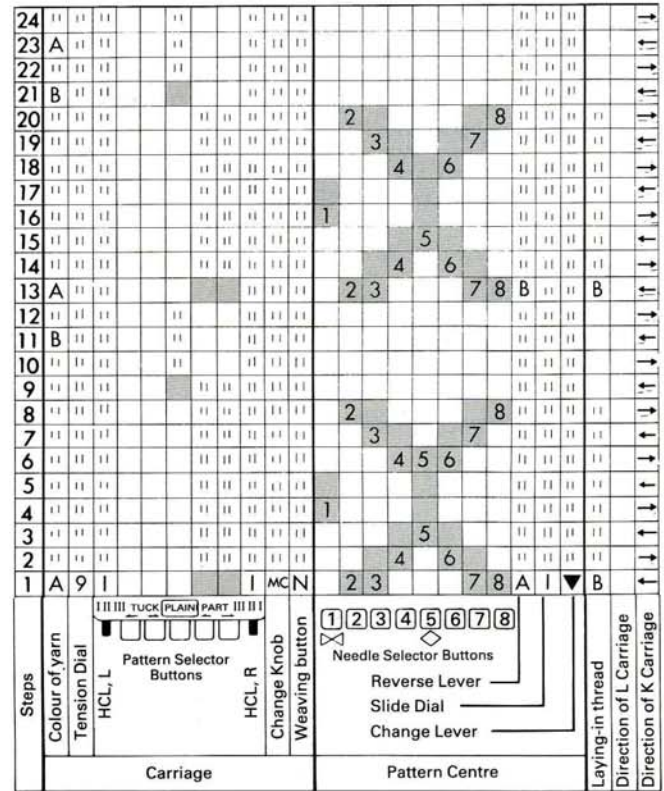 24 " " " " " " " " " " →
23 A " " " " " " " " " ←
22 " " " " " " " " " " →
21 B " " " " " " " " ←
20 " " " " " " " " 2 8 " " " " →
19 " " " " " " " " 3 7 " " " " ←
18 " " " " " " " " 4 6 " " " " →
17 " " " " " " " " " " " " ←
16 " " " " " " " " 1 " " " " →
15 " " " " " " " " 5 " " " " ←
14 " " " " " " " " 4 6 " " " " →
13 A " " " " " 2 3 7 8 B " " B ←
12 " " " " " " " " " " →
11 B " " " " " " " " " ←
10 " " " " " " " " " " →
9 " " " " " " " " " " " ←
8 " " " " " " " " 2 8 " " " " →
7 " " " " " " " " 3 7 " " " " ←
6 " " " " " " " " 4 5 6 " " " " →
5 " " " " " " " " " " " " ←
4 " " " " " " " " 1 " " " " →
3 " " " " " " " " 5 " " " " ←
2 " " " " " " " " 4 6 " " " " →
1 A 9 I I MC N 2 3 7 8 A I ▼ B ←
Steps
Colour of yarn
Tension Dial
I II III TUCK PLAIN PART III II I
Pattern Selector
Buttons
HCL, L
HCL, R
Change Knob
Weaving button
1 2 3 4 5 6 7 8
Needle Selector Buttons
Reverse Lever
Slide Dial
Change Lever
Laying-in thread
Direction of L Carriage
Direction of K Carriage
Carriage
Pattern Centre